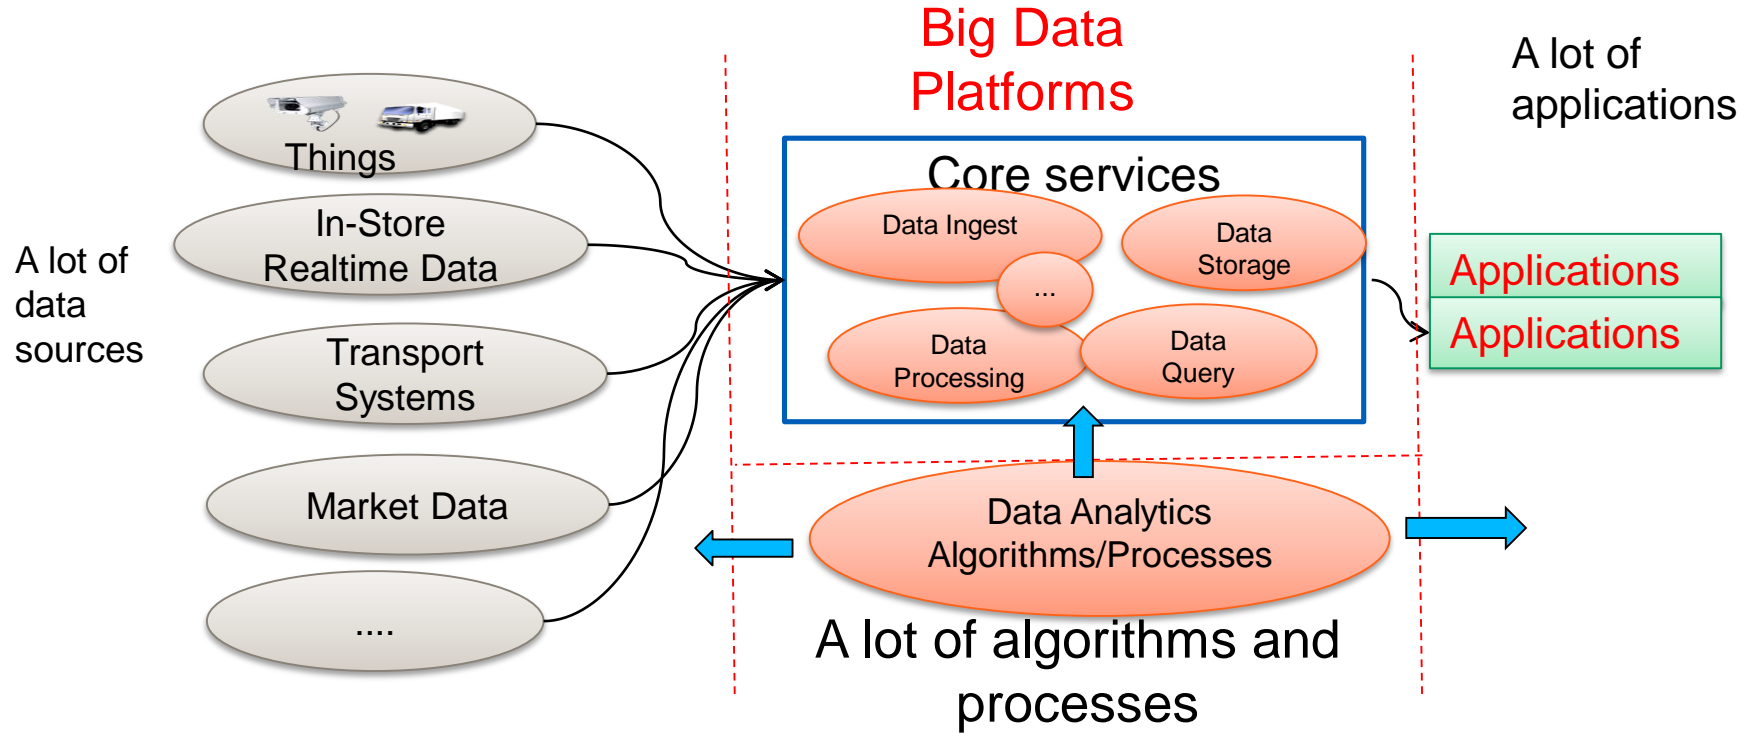 Big Data
Platforms
A lot of
applications
Things
Core services
In-Store
Realtime Data
Data Ingest
Data
Storage
A lot of
data
sources
...
Applications
Applications
Transport
Systems
Data
Processing
Data
Query
Market Data
Data Analytics
Algorithms/Processes
....
A lot of algorithms and
processes